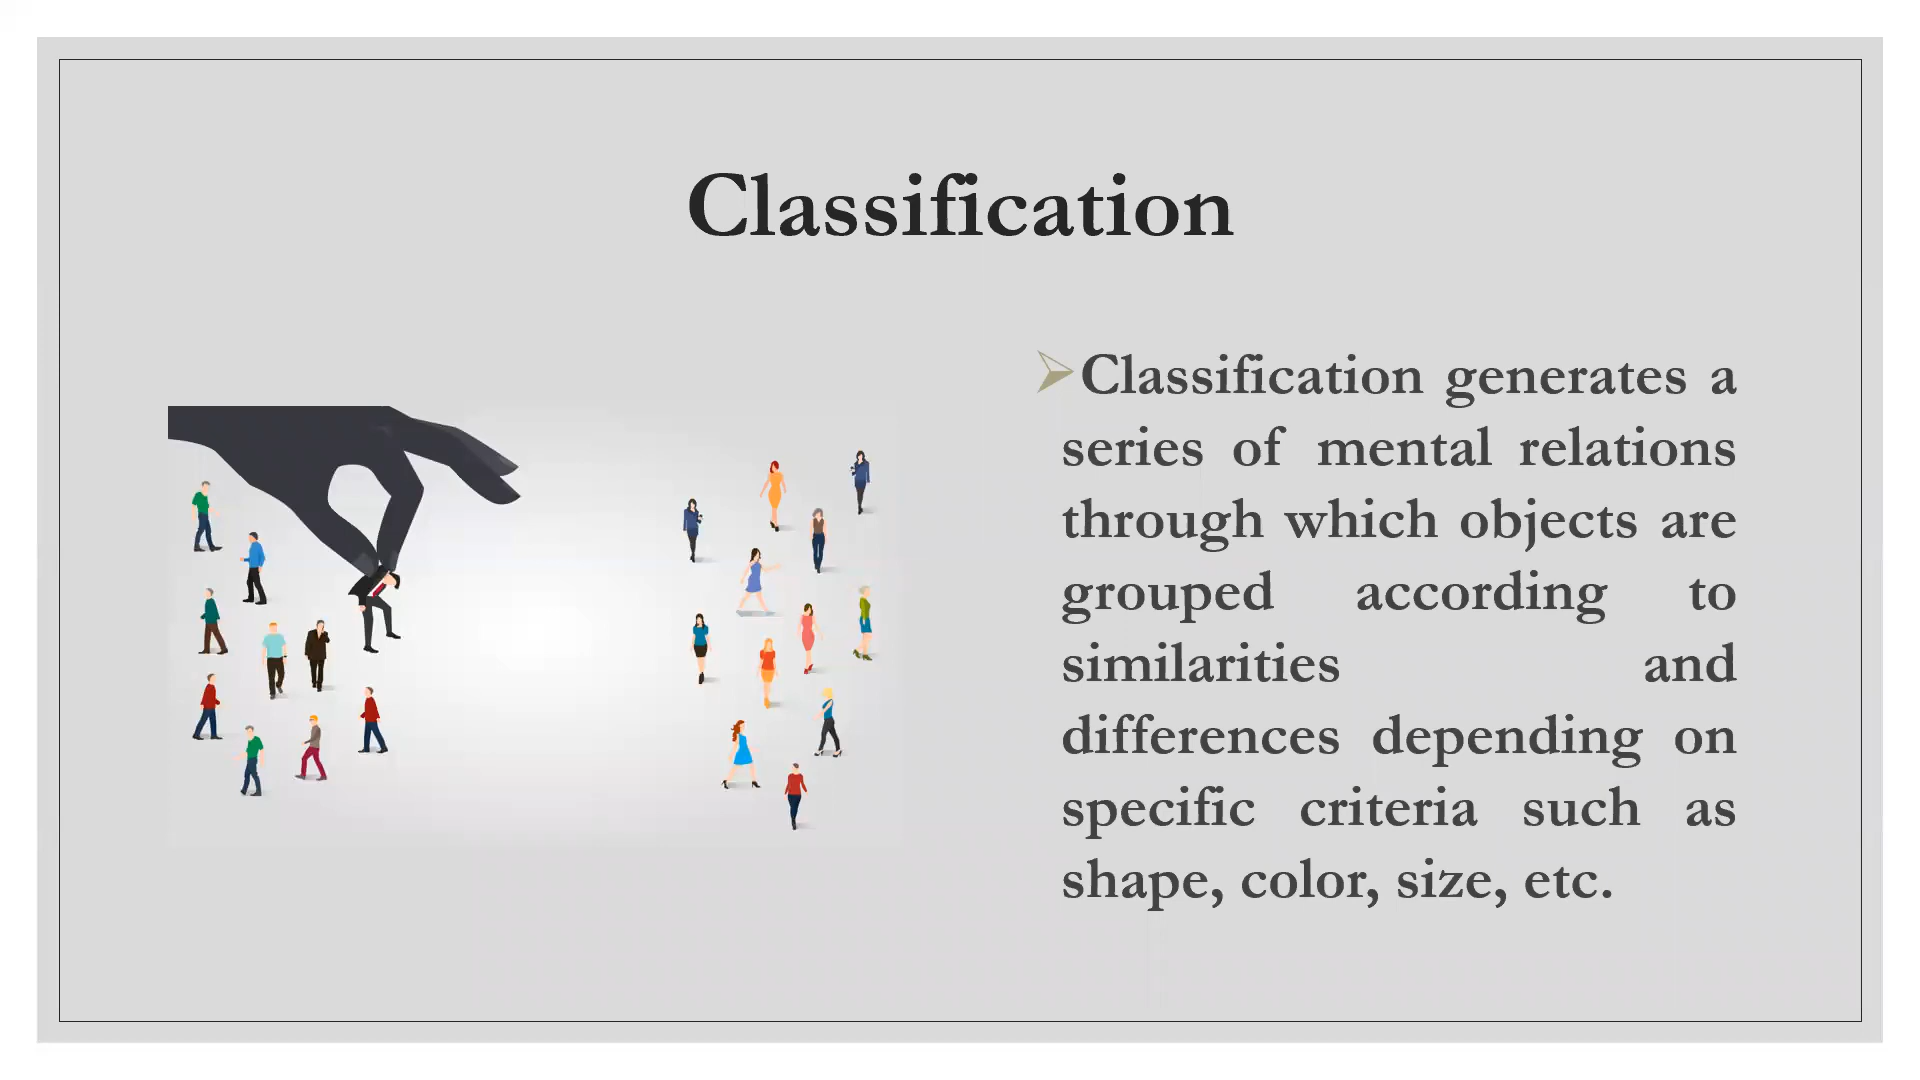 Classification
Classification generates a
series of mental relations
through which objects are
grouped according to
similarities and
differences depending on
specific criteria such as
shape, color, size, etc.